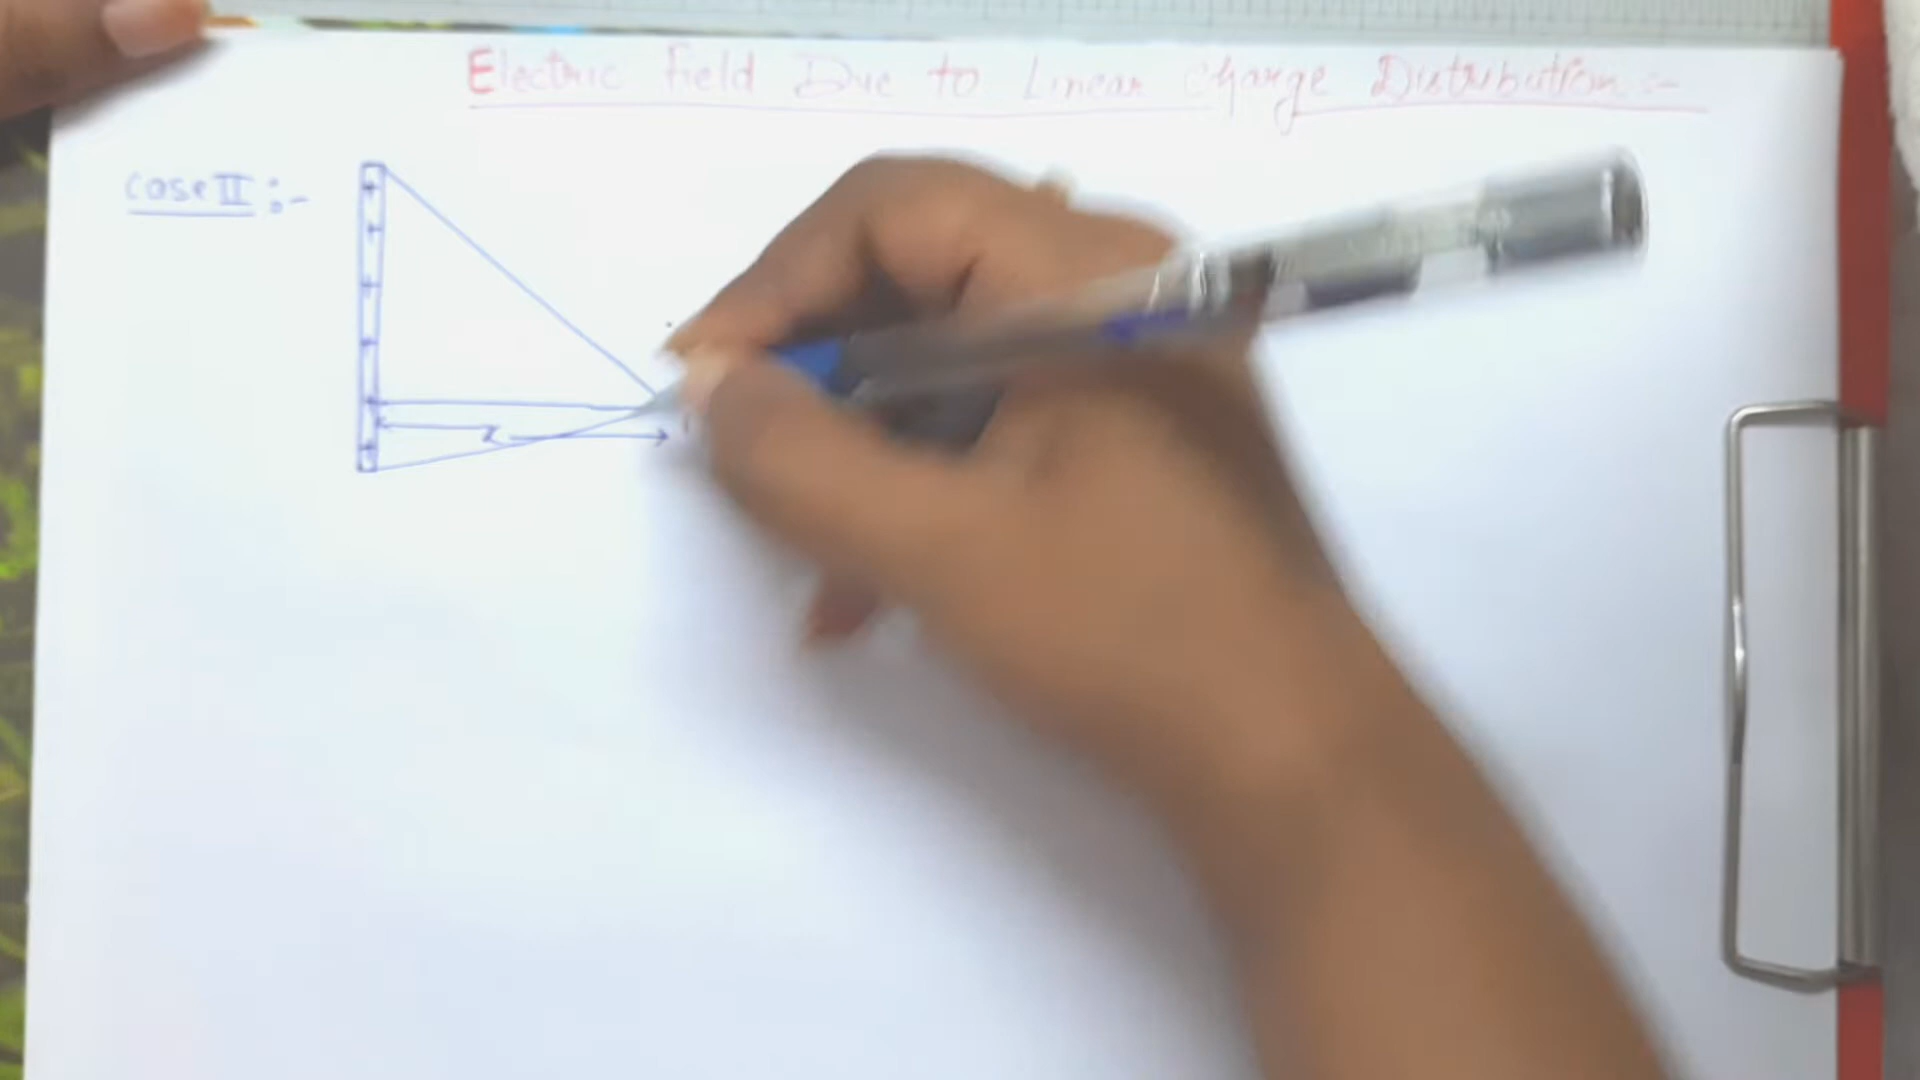 Electric field Due to Linear Charge Distribution :-
Case II :-
+
+
+
+
+
+
r